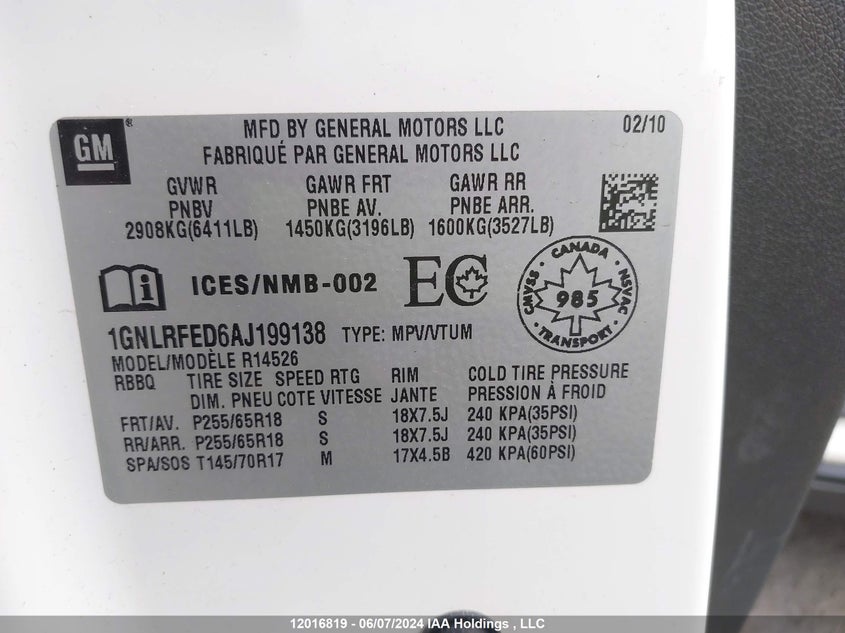 GM ®
MFD BY GENERAL MOTORS LLC 02/10
FABRIQUÉ PAR GENERAL MOTORS LLC
GVWR GAWR FRT GAWR RR
PNBV PNBE AV. PNBE ARR.
2908KG(6411LB) 1450KG(3196LB) 1600KG(3527LB)
i ICES/NMB-002 EC
CANADA
CMVSS 985 NSVAC
TRANSPORT
1GNLRFED6AJ199138 TYPE: MPV/VTUM
MODEL/MODÈLE R14526
RBBQ TIRE SIZE SPEED RTG RIM COLD TIRE PRESSURE
DIM. PNEU COTE VITESSE JANTE PRESSION À FROID
FRT/AV. P255/65R18 S 18X7.5J 240 KPA(35PSI)
RR/ARR. P255/65R18 S 18X7.5J 240 KPA(35PSI)
SPA/SOS T145/70R17 M 17X4.5B 420 KPA(60PSI)
12016819 - 06/07/2024 IAA Holdings , LLC